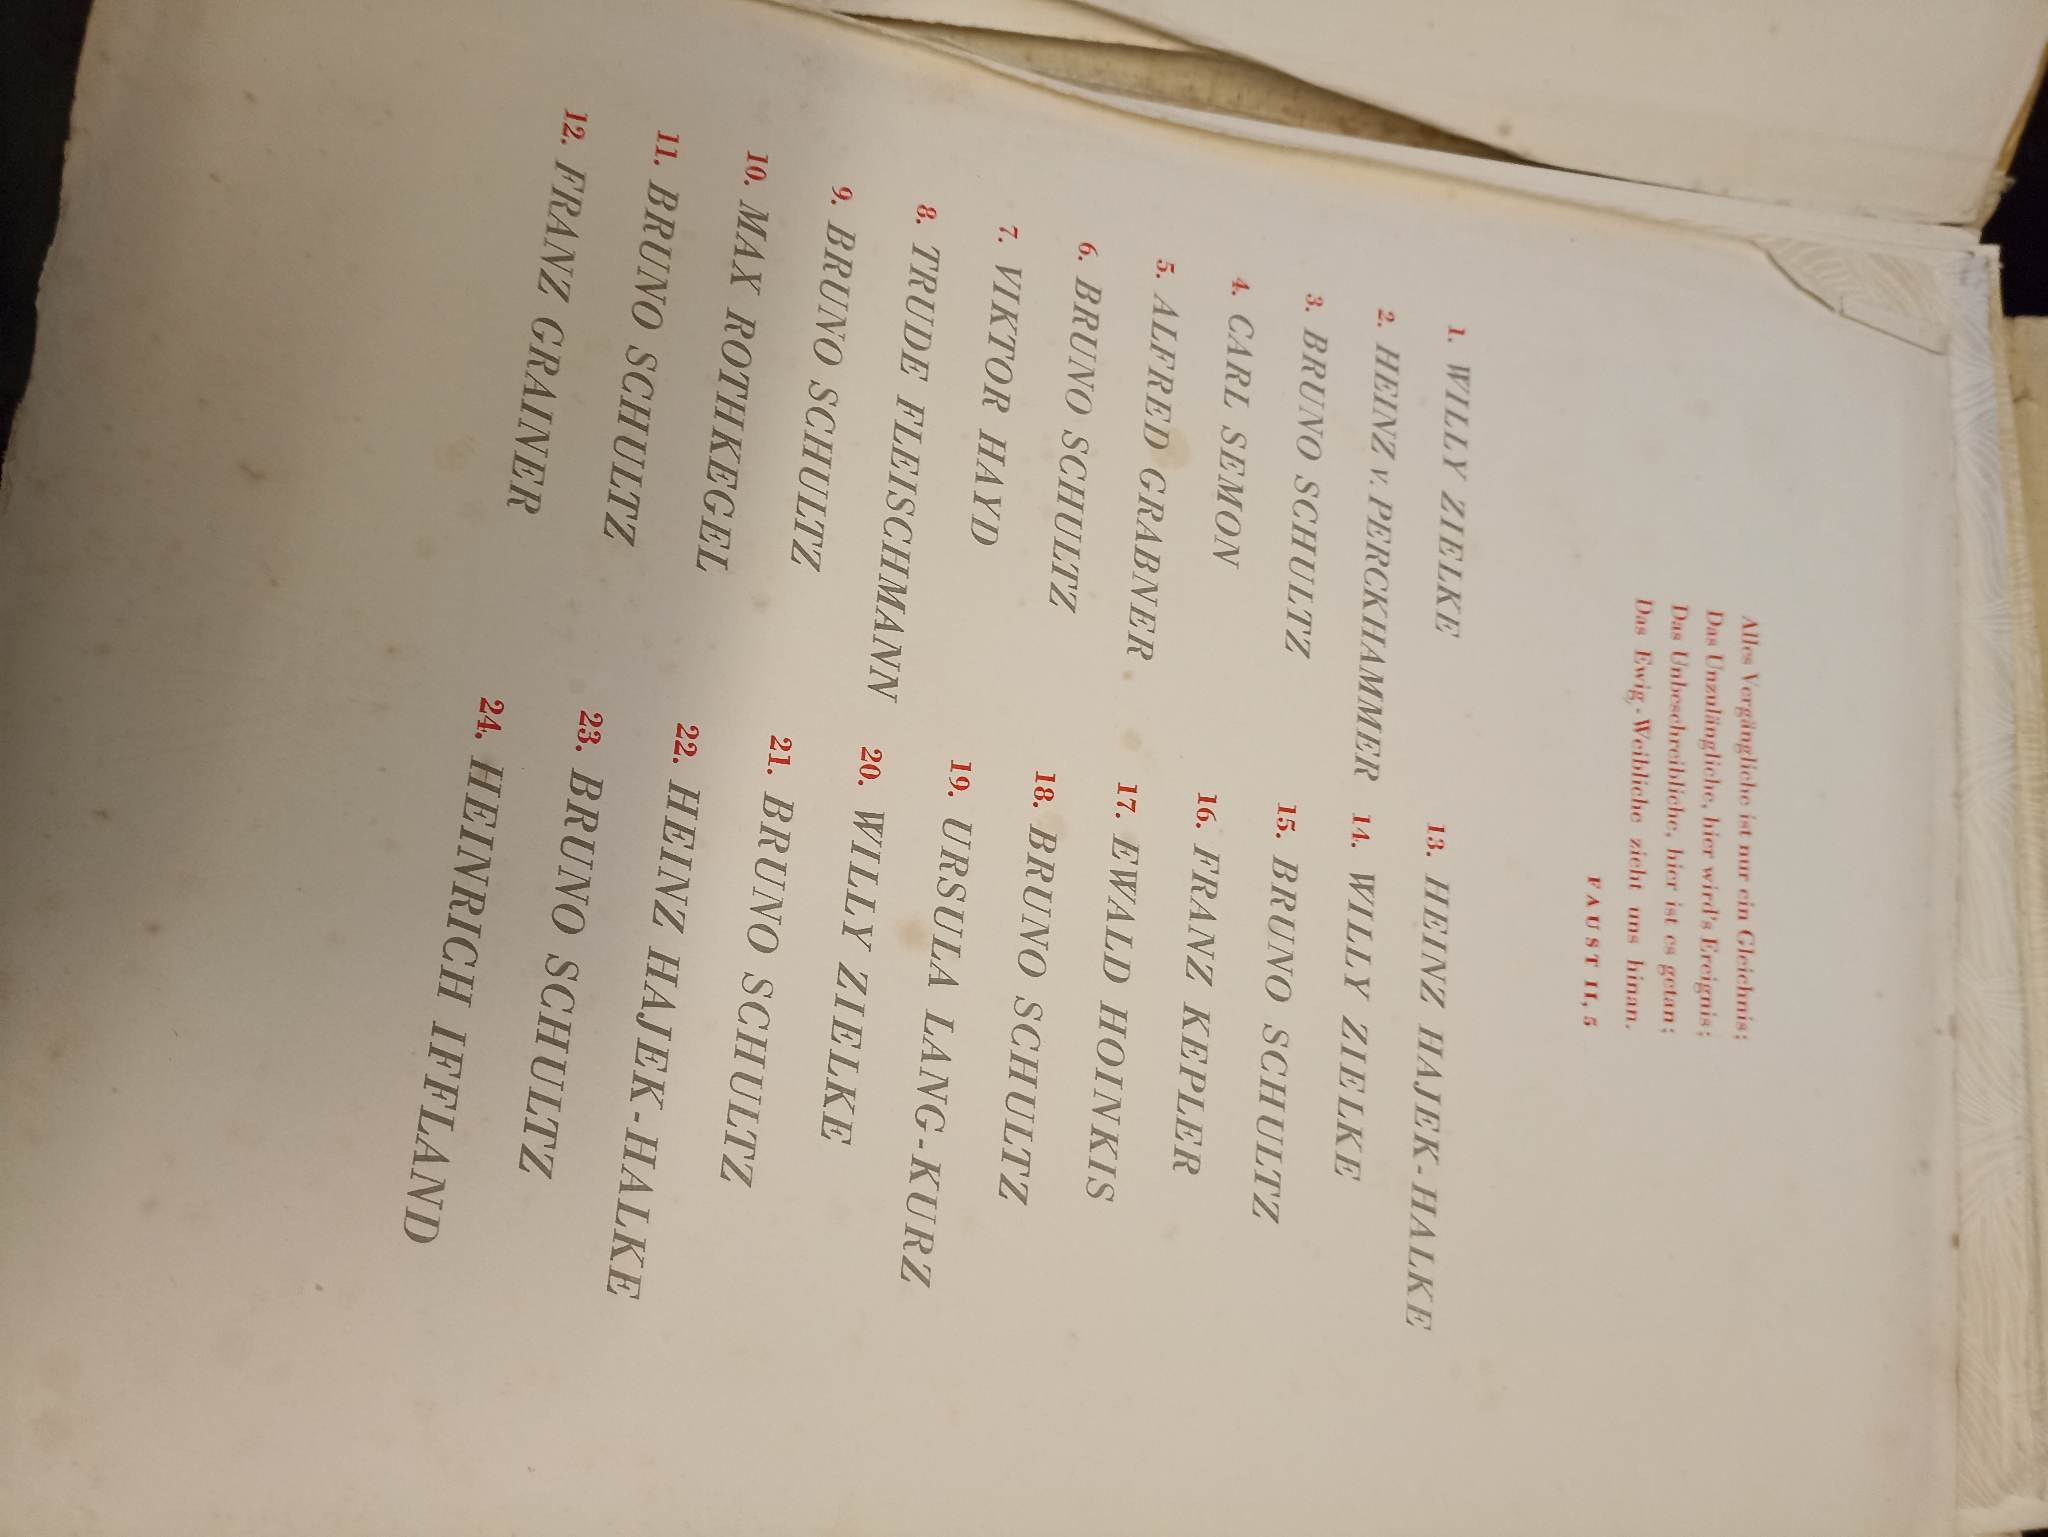 Alles Vergängliche ist nur ein Gleichnis;
Das Unzulängliche, hier wird's Ereignis;
Das Unbeschreibliche, hier ist es getan;
Das Ewig-Weibliche zieht uns hinan.
FAUST II, 5
1. WILLY ZIELKE
2. HEINZ v. PERCKHAMMER
3. BRUNO SCHULTZ
4. CARL SEMON
5. ALFRED GRABNER
6. BRUNO SCHULTZ
7. VIKTOR HAYD
8. TRUDE FLEISCHMANN
9. BRUNO SCHULTZ
10. MAX ROTHKEGEL
11. BRUNO SCHULTZ
12. FRANZ GRAINER
13. HEINZ HAJEK-HALKE
14. WILLY ZIELKE
15. BRUNO SCHULTZ
16. FRANZ KEPLER
17. EWALD HOINKIS
18. BRUNO SCHULTZ
19. URSULA LANG-KURZ
20. WILLY ZIELKE
21. BRUNO SCHULTZ
22. HEINZ HAJEK-HALKE
23. BRUNO SCHULTZ
24. HEINRICH IFFLAND